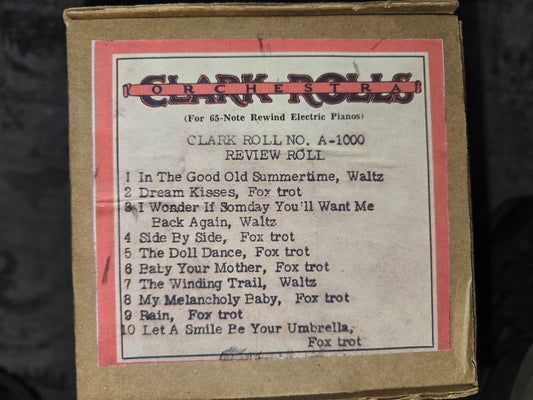 CLARK ROLLS
ORCHESTRA
(For 65-Note Rewind Electric Pianos)
CLARK ROLL NO. A-1000
REVIEW ROLL
1 In The Good Old Summertime, Waltz
2 Dream Kisses, Fox trot
3 I Wonder If Somday You'll Want Me
Back Again, Waltz
4 Side By Side, Fox trot
5 The Doll Dance, Fox trot
6 Baby Your Mother, Fox trot
7 The Winding Trail, Waltz
8 My Melancholy Baby, Fox trot
9 Rain, Fox trot
10 Let A Smile Be Your Umbrella,
Fox trot